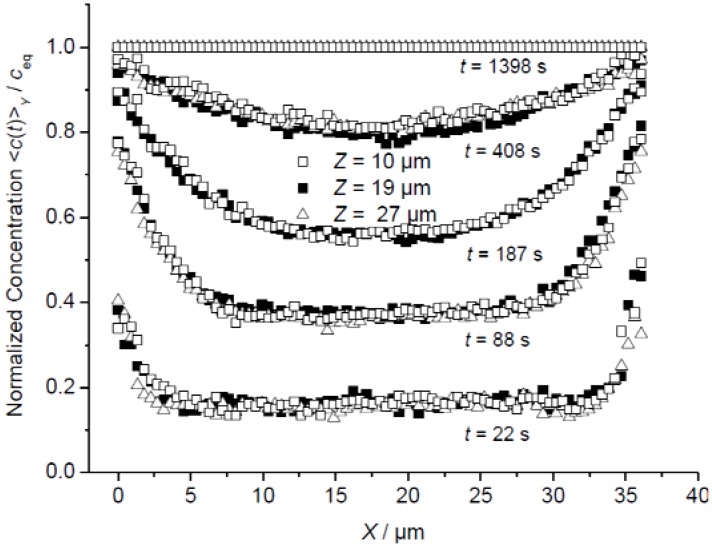 Normalized Concentration <c(t)>Y / ceq
1.0
0.8
0.6
0.4
0.2
0.0
t = 1398 s
t = 408 s
Z = 10 µm
Z = 19 µm
Z = 27 µm
t = 187 s
t = 88 s
t = 22 s
0 5 10 15 20 25 30 35 40
X / µm